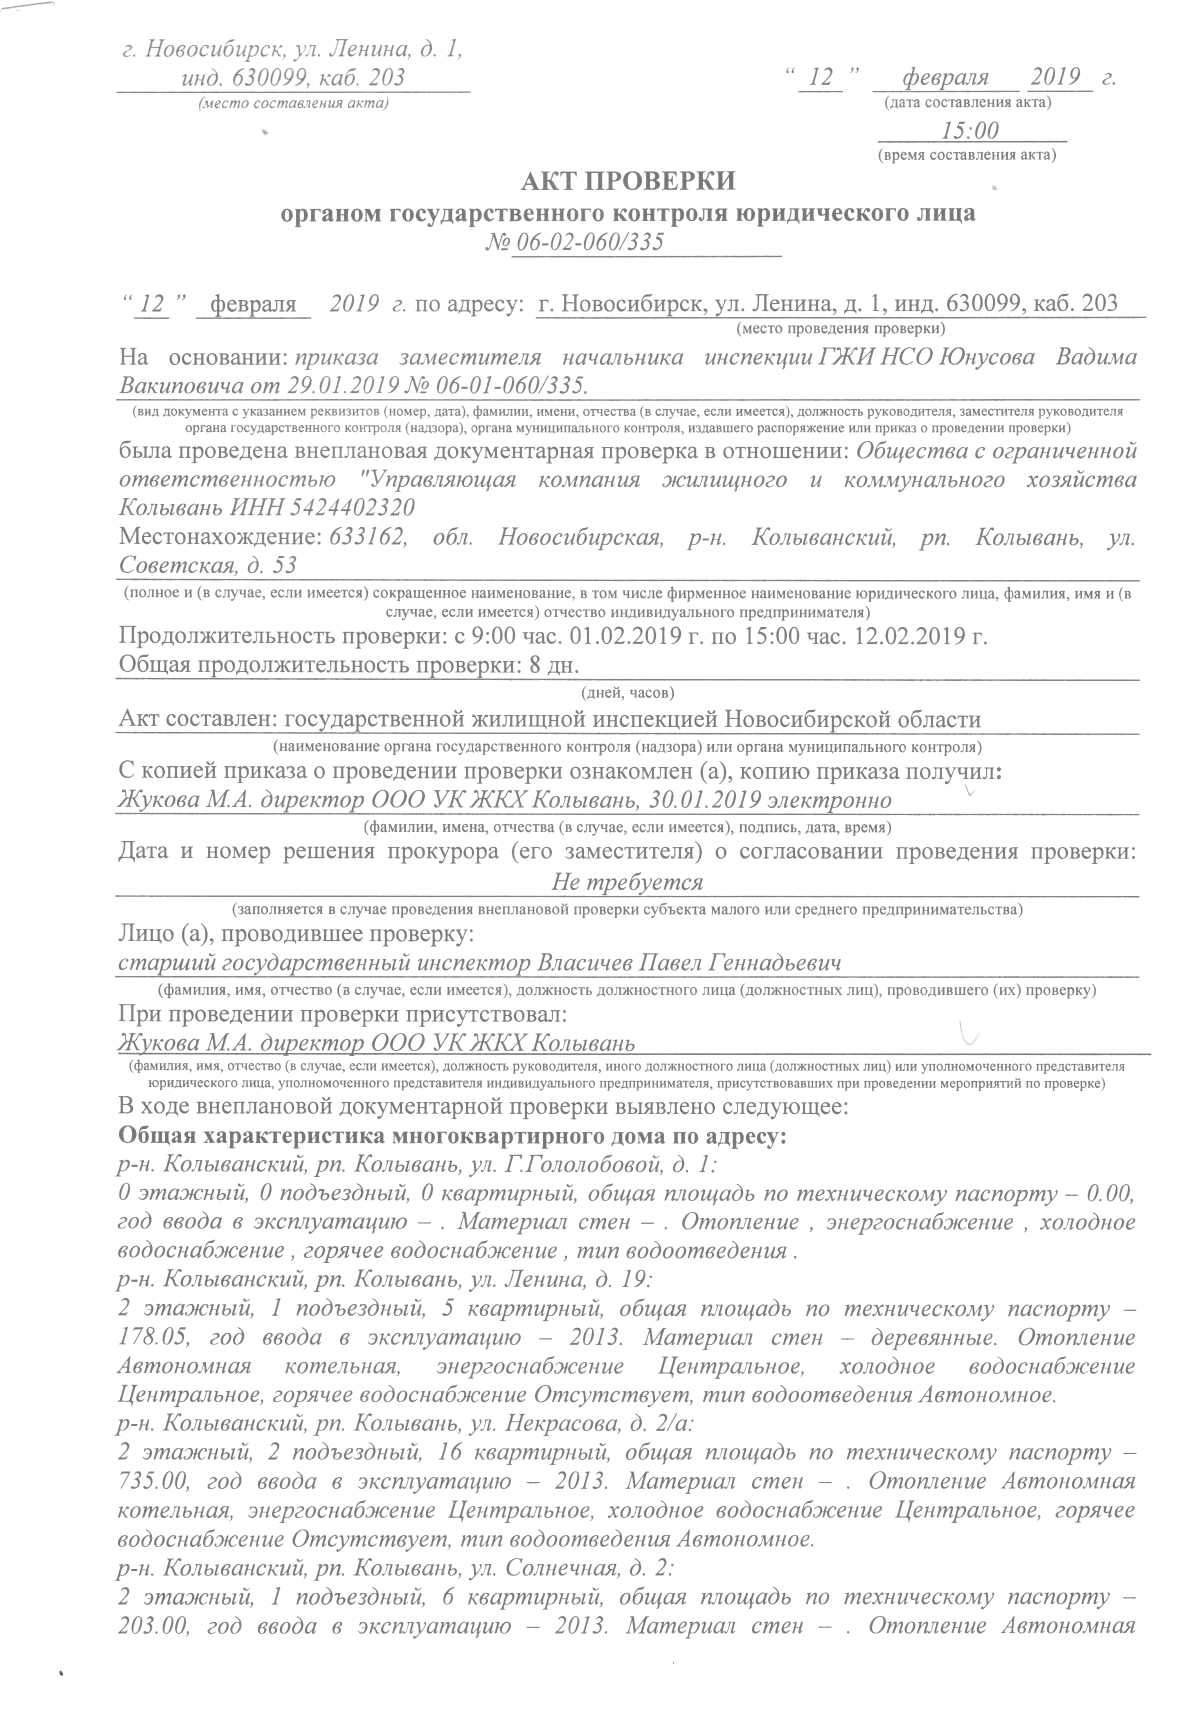 г. Новосибирск, ул. Ленина, д. 1,
инд. 630099, каб. 203
(место составления акта)
“ 12 ” февраля 2019 г.
(дата составления акта)
15:00
(время составления акта)
АКТ ПРОВЕРКИ
органом государственного контроля юридического лица
№ 06-02-060/335
“ 12 ” февраля 2019 г. по адресу: г. Новосибирск, ул. Ленина, д. 1, инд. 630099, каб. 203
(место проведения проверки)
На основании: приказа заместителя начальника инспекции ГЖИ НСО Юнусова Вадима
Вакиповича от 29.01.2019 № 06-01-060/335.
(вид документа с указанием реквизитов (номер, дата), фамилии, имени, отчества (в случае, если имеется), должность руководителя, заместителя руководителя
органа государственного контроля (надзора), органа муниципального контроля, издавшего распоряжение или приказ о проведении проверки)
была проведена внеплановая документарная проверка в отношении: Общества с ограниченной
ответственностью "Управляющая компания жилищного и коммунального хозяйства
Колывань ИНН 5424402320
Местонахождение: 633162, обл. Новосибирская, р-н. Колыванский, рп. Колывань, ул.
Советская, д. 53
(полное и (в случае, если имеется) сокращенное наименование, в том числе фирменное наименование юридического лица, фамилия, имя и (в
случае, если имеется) отчество индивидуального предпринимателя)
Продолжительность проверки: с 9:00 час. 01.02.2019 г. по 15:00 час. 12.02.2019 г.
Общая продолжительность проверки: 8 дн.
(дней, часов)
Акт составлен: государственной жилищной инспекцией Новосибирской области
(наименование органа государственного контроля (надзора) или органа муниципального контроля)
С копией приказа о проведении проверки ознакомлен (а), копию приказа получил:
Жукова М.А. директор ООО УК ЖКХ Колывань, 30.01.2019 электронно
(фамилии, имена, отчества (в случае, если имеется), подпись, дата, время)
Дата и номер решения прокурора (его заместителя) о согласовании проведения проверки:
Не требуется
(заполняется в случае проведения внеплановой проверки субъекта малого или среднего предпринимательства)
Лицо (а), проводившее проверку:
старший государственный инспектор Власичев Павел Геннадьевич
(фамилия, имя, отчество (в случае, если имеется), должность должностного лица (должностных лиц), проводившего (их) проверку)
При проведении проверки присутствовал:
Жукова М.А. директор ООО УК ЖКХ Колывань
(фамилия, имя, отчество (в случае, если имеется), должность руководителя, иного должностного лица (должностных лиц) или уполномоченного представителя
юридического лица, уполномоченного представителя индивидуального предпринимателя, присутствовавших при проведении мероприятий по проверке)
В ходе внеплановой документарной проверки выявлено следующее:
Общая характеристика многоквартирного дома по адресу:
р-н. Колыванский, рп. Колывань, ул. Г.Гололобовой, д. 1:
0 этажный, 0 подъездный, 0 квартирный, общая площадь по техническому паспорту – 0.00,
год ввода в эксплуатацию – . Материал стен – . Отопление , энергоснабжение , холодное
водоснабжение , горячее водоснабжение , тип водоотведения .
р-н. Колыванский, рп. Колывань, ул. Ленина, д. 19:
2 этажный, 1 подъездный, 5 квартирный, общая площадь по техническому паспорту –
178.05, год ввода в эксплуатацию – 2013. Материал стен – деревянные. Отопление
Автономная котельная, энергоснабжение Центральное, холодное водоснабжение
Центральное, горячее водоснабжение Отсутствует, тип водоотведения Автономное.
р-н. Колыванский, рп. Колывань, ул. Некрасова, д. 2/а:
2 этажный, 2 подъездный, 16 квартирный, общая площадь по техническому паспорту –
735.00, год ввода в эксплуатацию – 2013. Материал стен – . Отопление Автономная
котельная, энергоснабжение Центральное, холодное водоснабжение Центральное, горячее
водоснабжение Отсутствует, тип водоотведения Автономное.
р-н. Колыванский, рп. Колывань, ул. Солнечная, д. 2:
2 этажный, 1 подъездный, 6 квартирный, общая площадь по техническому паспорту –
203.00, год ввода в эксплуатацию – 2013. Материал стен – . Отопление Автономная